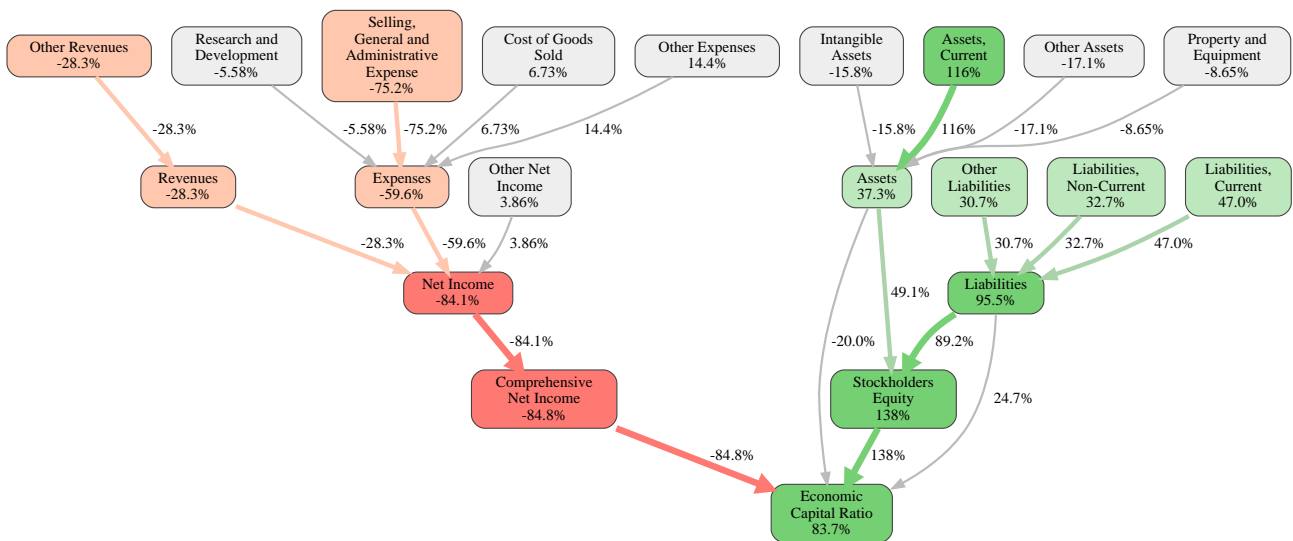 Other Revenues
-28.3%
Research and
Development
-5.58%
Selling,
General and
Administrative
Expense
-75.2%
Cost of Goods
Sold
6.73%
Other Expenses
14.4%
Intangible
Assets
-15.8%
Assets,
Current
116%
Other Assets
-17.1%
Property and
Equipment
-8.65%
-28.3%
-5.58%
-75.2%
6.73%
14.4%
-15.8%
116%
-17.1%
-8.65%
Revenues
-28.3%
Expenses
-59.6%
Other Net
Income
3.86%
Assets
37.3%
Other
Liabilities
30.7%
Liabilities,
Non-Current
32.7%
Liabilities,
Current
47.0%
-28.3%
-59.6%
3.86%
30.7%
32.7%
47.0%
Net Income
-84.1%
49.1%
Liabilities
95.5%
-84.1%
-20.0%
89.2%
Comprehensive
Net Income
-84.8%
Stockholders
Equity
138%
24.7%
-84.8%
138%
Economic
Capital Ratio
83.7%